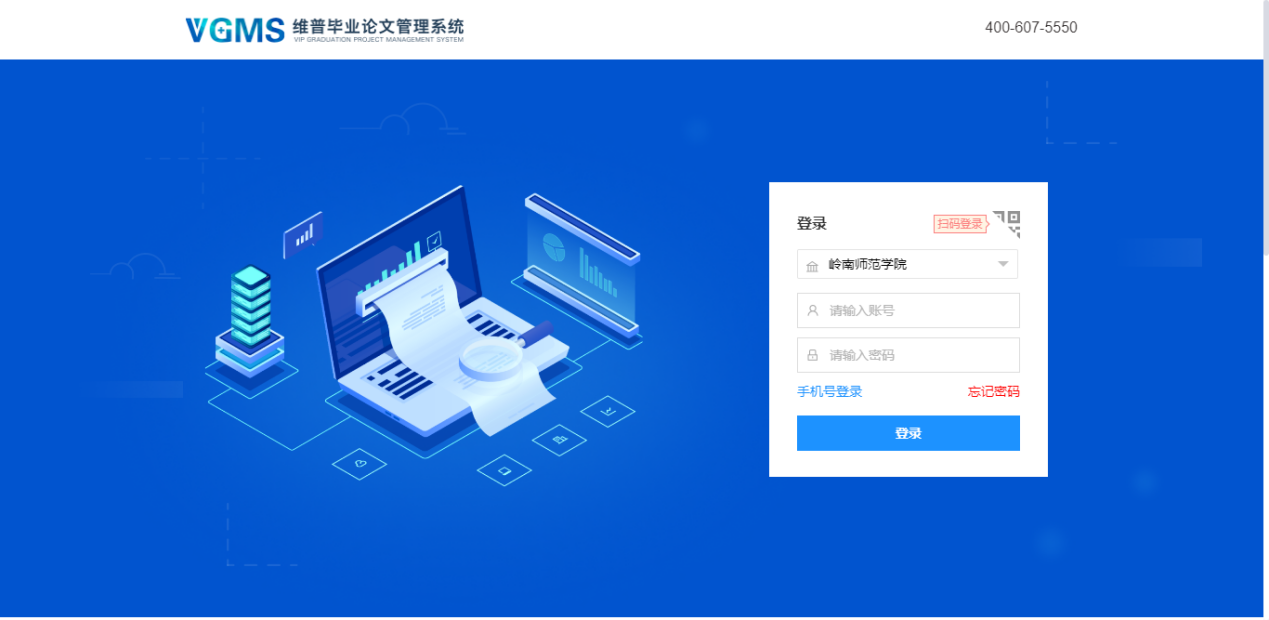 VGMS 维普毕业论文管理系统
VIP GRADUATION PROJECT MANAGEMENT SYSTEM
400-607-5550
登录
扫码登录
岭南师范学院
请输入账号
请输入密码
手机号登录 忘记密码
登录